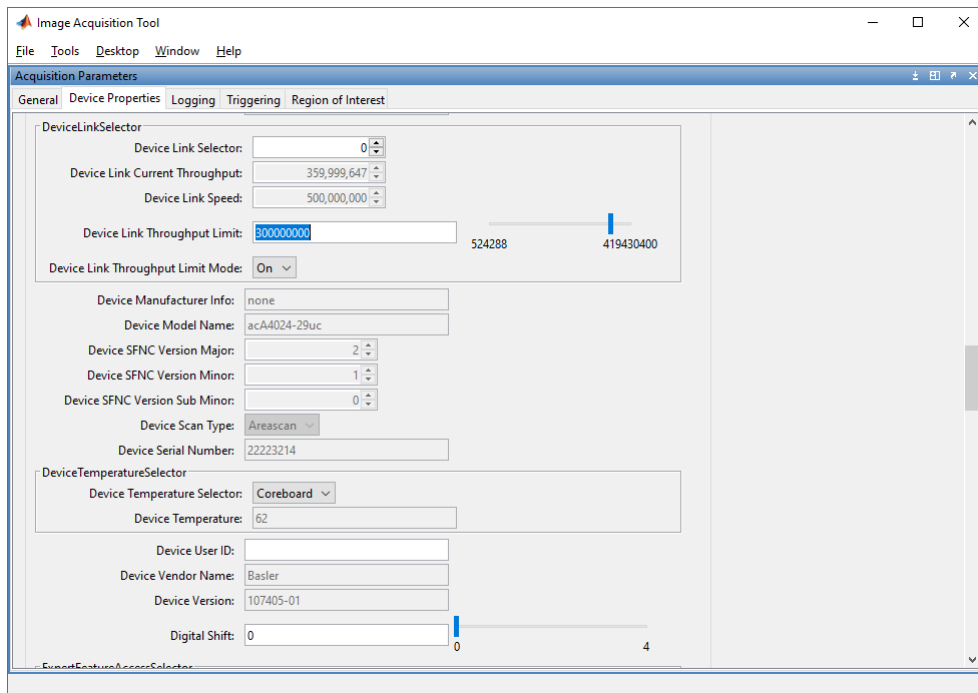 Image Acquisition Tool
File Tools Desktop Window Help
Acquisition Parameters
General Device Properties Logging Triggering Region of Interest
DeviceLinkSelector
Device Link Selector: 0
Device Link Current Throughput: 359,999,647
Device Link Speed: 500,000,000
Device Link Throughput Limit: 300000000
524288 419430400
Device Link Throughput Limit Mode: On
Device Manufacturer Info: none
Device Model Name: acA4024-29uc
Device SFNC Version Major: 2
Device SFNC Version Minor: 1
Device SFNC Version Sub Minor: 0
Device Scan Type: Areascan
Device Serial Number: 22223214
DeviceTemperatureSelector
Device Temperature Selector: Coreboard
Device Temperature: 62
Device User ID:
Device Vendor Name: Basler
Device Version: 107405-01
Digital Shift: 0
0 4
ExpertFeatureAccessSelector